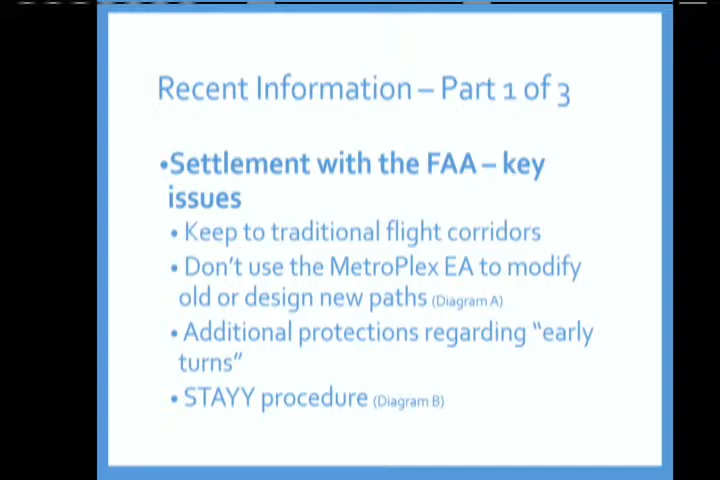 Recent Information – Part 1 of 3
•Settlement with the FAA – key
issues
• Keep to traditional flight corridors
• Don't use the MetroPlex EA to modify
old or design new paths (Diagram A)
• Additional protections regarding “early
turns”
• STAYY procedure (Diagram B)